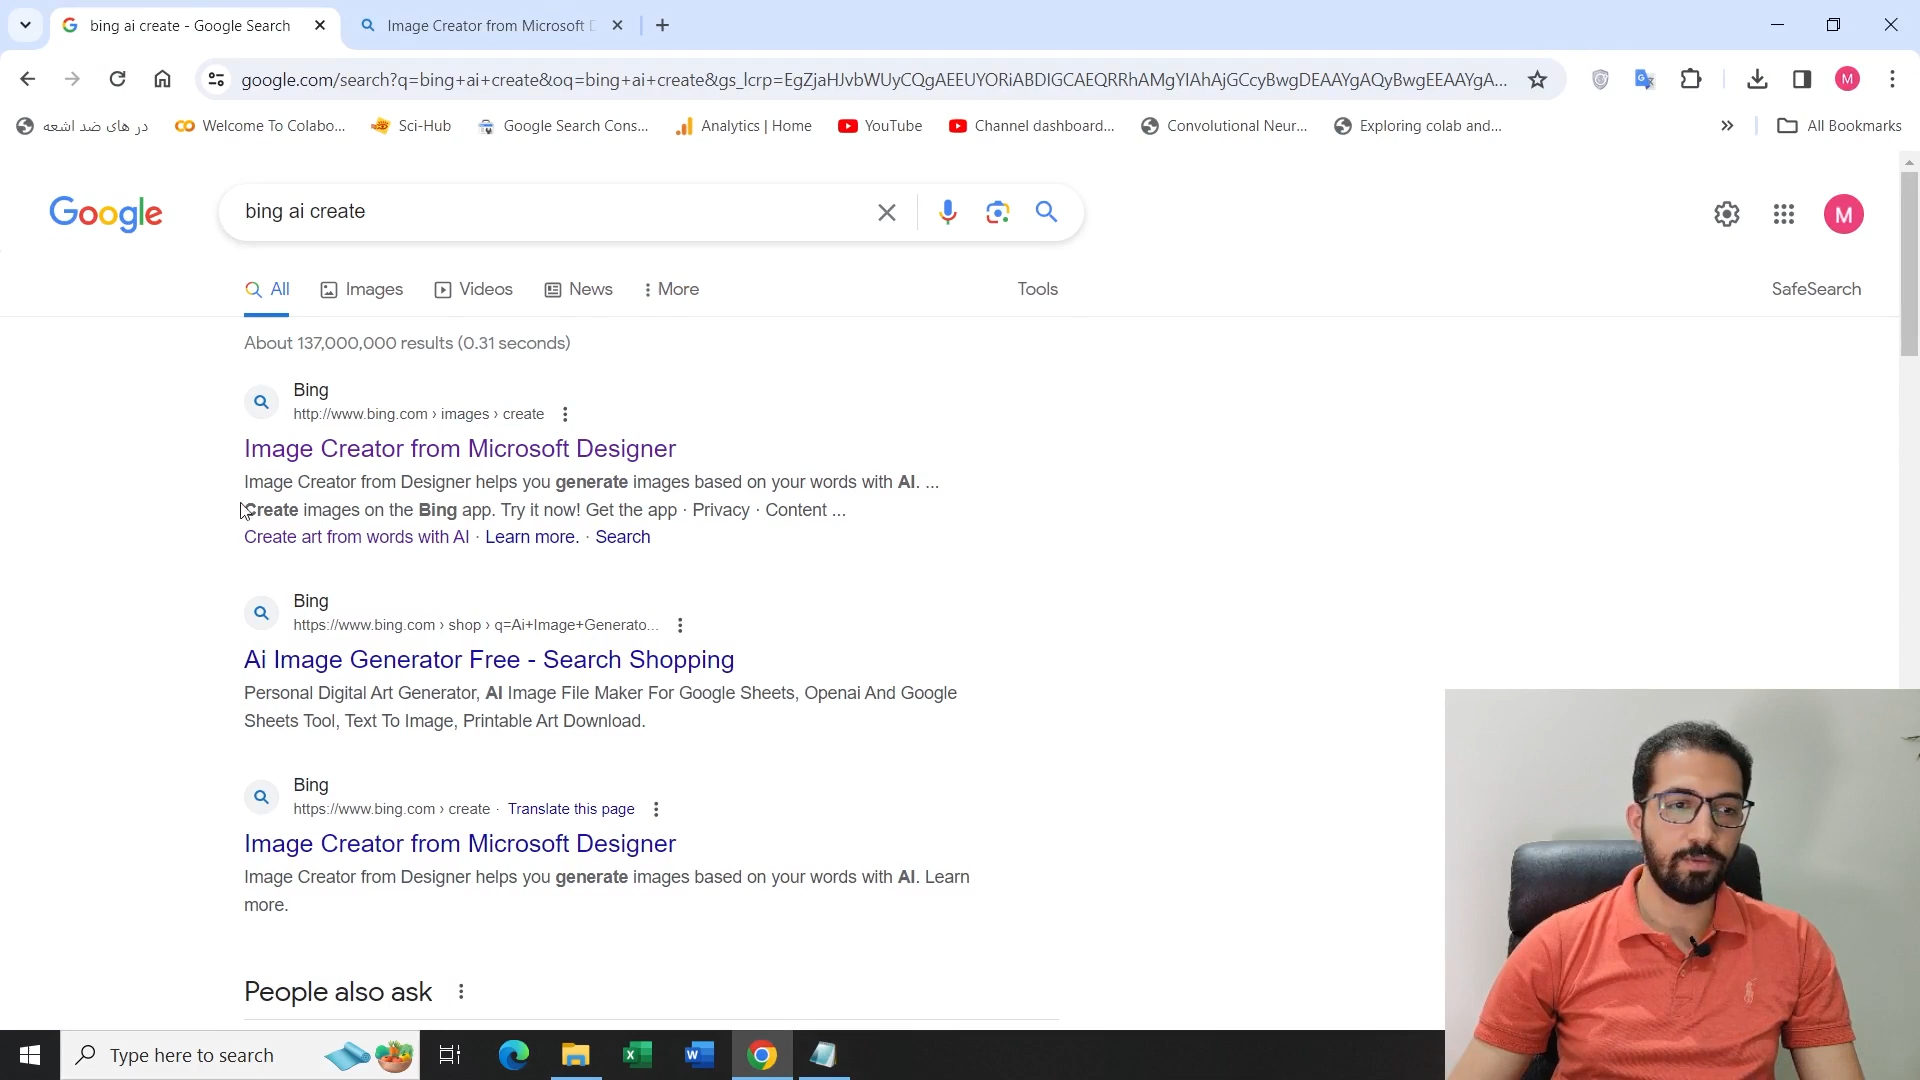 bing ai create - Google Search
Image Creator from Microsoft D
google.com/search?q=bing+ai+create&oq=bing+ai+create&gs_lcrp=EgZjaHJvbWUyCQgAEEUYORiABDIGCAEQRRhAMgYIAhAjGCcyBwgDEAAYgAQyBwgEEAAYgA...
M
در های ضد اشعه
Welcome To Colabo...
Sci-Hub
Google Search Cons...
Analytics | Home
YouTube
Channel dashboard...
Convolutional Neur...
Exploring colab and...
All Bookmarks
Google
bing ai create
M
All
Images
Videos
News
More
Tools
SafeSearch
About 137,000,000 results (0.31 seconds)
Bing
http://www.bing.com › images › create
Image Creator from Microsoft Designer
Image Creator from Designer helps you generate images based on your words with AI. ...
Create images on the Bing app. Try it now! Get the app · Privacy · Content ...
Create art from words with AI · Learn more. · Search
Bing
https://www.bing.com › shop › q=Ai+Image+Generato...
Ai Image Generator Free - Search Shopping
Personal Digital Art Generator, AI Image File Maker For Google Sheets, Openai And Google
Sheets Tool, Text To Image, Printable Art Download.
Bing
https://www.bing.com › create · Translate this page
Image Creator from Microsoft Designer
Image Creator from Designer helps you generate images based on your words with AI. Learn
more.
People also ask
Type here to search